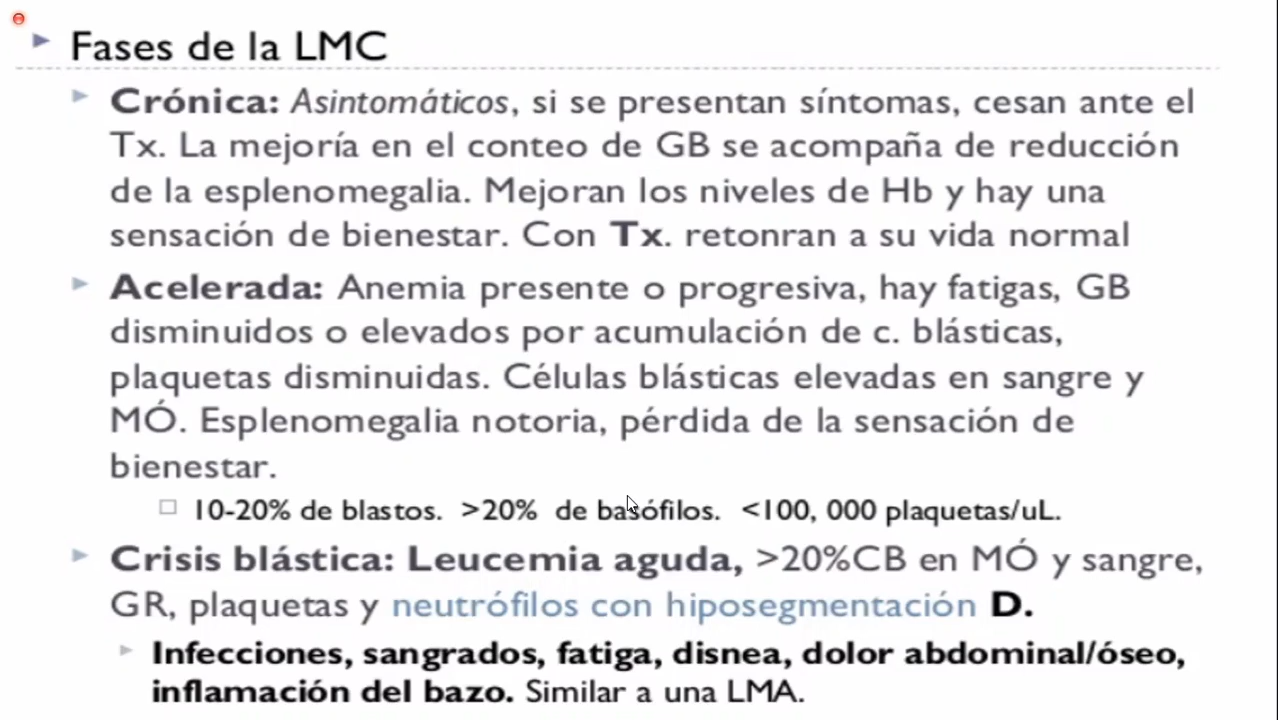 Fases de la LMC
Crónica: Asintomáticos, si se presentan síntomas, cesan ante el
Tx. La mejoría en el conteo de GB se acompaña de reducción
de la esplenomegalia. Mejoran los niveles de Hb y hay una
sensación de bienestar. Con Tx. retonran a su vida normal
Acelerada: Anemia presente o progresiva, hay fatigas, GB
disminuidos o elevados por acumulación de c. blásticas,
plaquetas disminuidas. Células blásticas elevadas en sangre y
MÓ. Esplenomegalia notoria, pérdida de la sensación de
bienestar.
10-20% de blastos. >20% de basófilos. <100, 000 plaquetas/uL.
Crisis blástica: Leucemia aguda, >20%CB en MÓ y sangre,
GR, plaquetas y neutrófilos con hiposegmentación D.
Infecciones, sangrados, fatiga, disnea, dolor abdominal/óseo,
inflamación del bazo. Similar a una LMA.